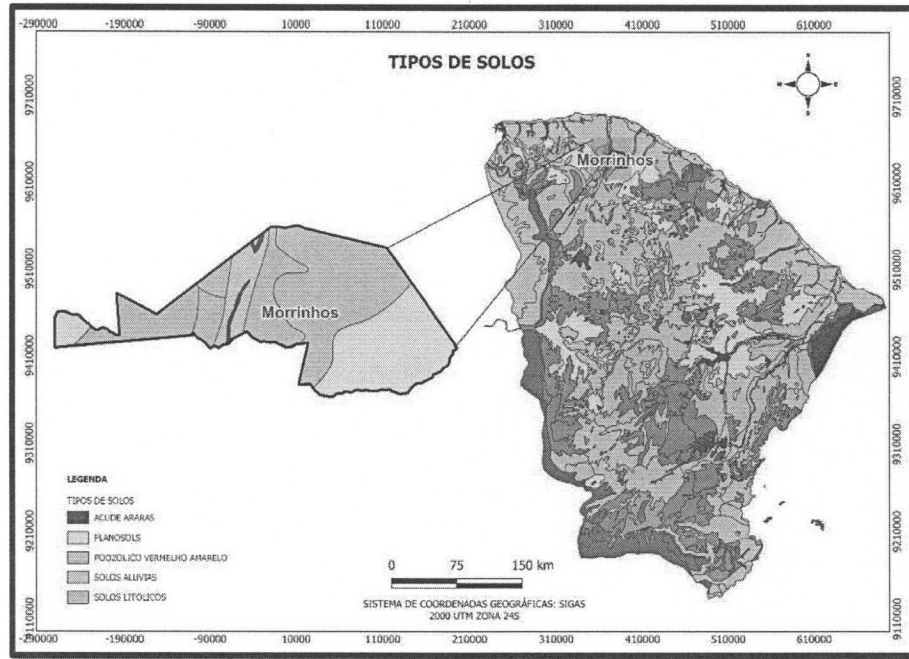 -290000 -190000 -90000 10000 110000 210000 310000 410000 510000 610000
TIPOS DE SOLOS
N
W E
S
9710000 9710000
9610000 9610000
9510000 9510000
9410000 9410000
9310000 9310000
9210000 9210000
9110000 9110000
Morrinhos
Morrinhos
LEGENDA
TIPOS DE SOLOS
ACUDE ARARAS
PLANOSOLS
PODZOLICO VERMELHO AMARELO
SOLOS ALUVIAS
SOLOS LITOLICOS
0 75 150 km
SISTEMA DE COORDENADAS GEOGRÁFICAS: SIGAS
2000 UTM ZONA 24S
-290000 -190000 -90000 10000 110000 210000 310000 410000 510000 610000